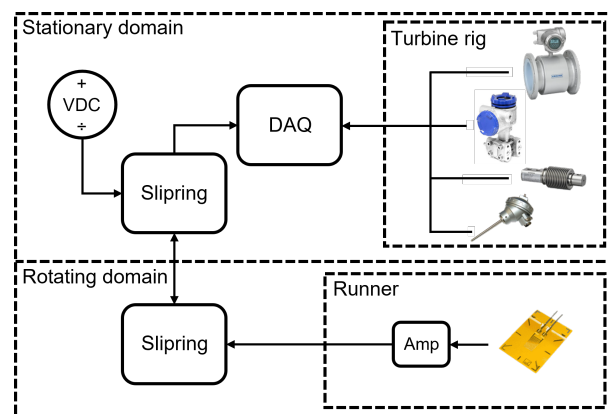 Stationary domain
Turbine rig
+
VDC
÷
DAQ
Slipring
Rotating domain
Runner
Slipring
Amp